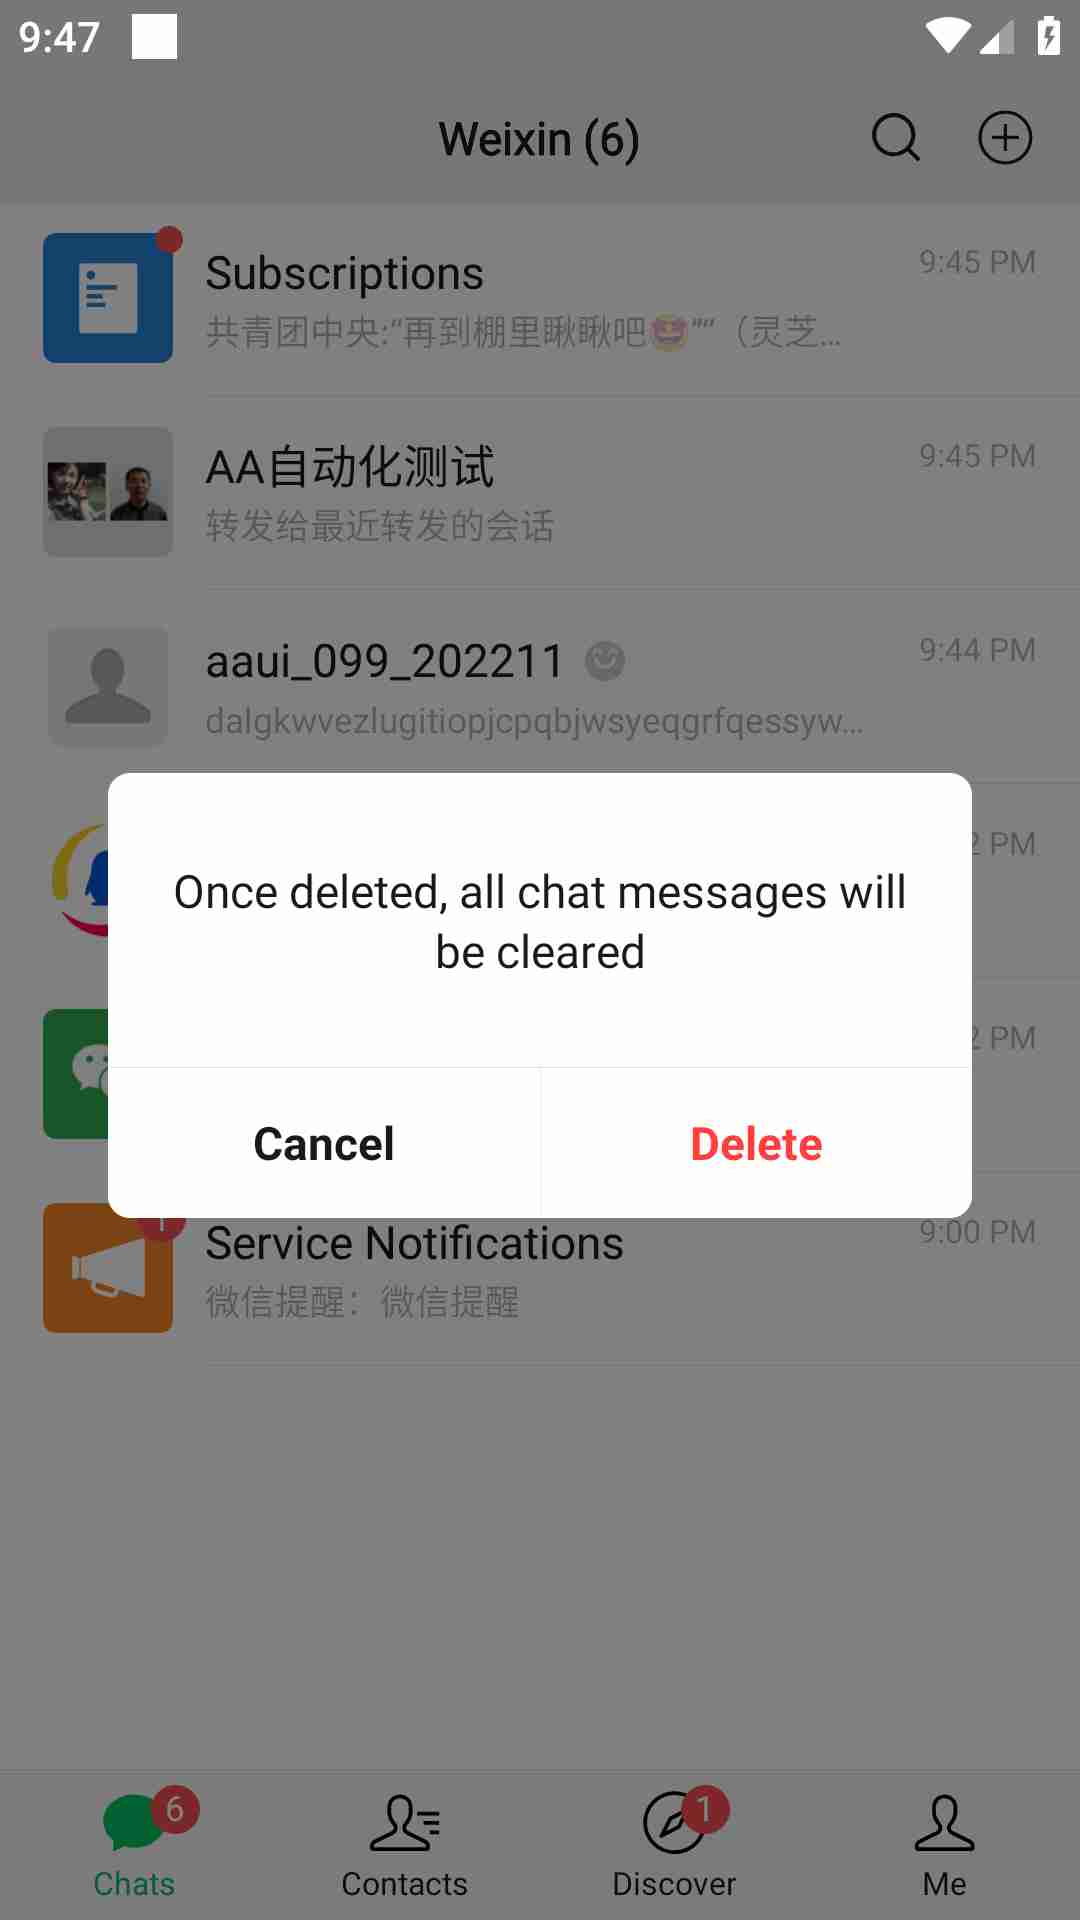 9:47
Weixin (6)
Subscriptions
9:45 PM
共青团中央:“再到棚里瞅瞅吧🤩”“（灵芝...
AA自动化测试
9:45 PM
转发给最近转发的会话
aaui_099_202211
9:44 PM
dalgkwvezlugitiopjcpqbjwsyeqgrfqessyw...
2 PM
Once deleted, all chat messages will
be cleared
2 PM
Cancel
Delete
Service Notifications
9:00 PM
微信提醒：微信提醒
6
1
Chats
Contacts
Discover
Me